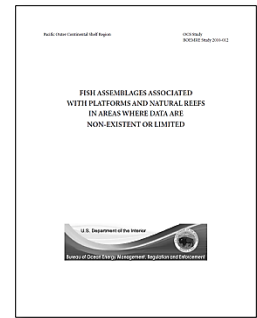 Pacific Outer Continental Shelf Region
OCS Study
BOEMRE Study 2010-012
FISH ASSEMBLAGES ASSOCIATED
WITH PLATFORMS AND NATURAL REEFS
IN AREAS WHERE DATA ARE
NON-EXISTENT OR LIMITED
U.S. Department of the Interior
Bureau of Ocean Energy Management, Regulation and Enforcement